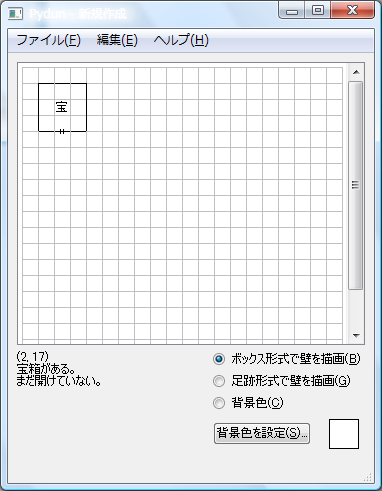 Pydun - 新規作成
ファイル(F) 編集(E) ヘルプ(H)
宝
(2, 17)
宝箱がある。
まだ開けていない。
ボックス形式で壁を描画(B)
足跡形式で壁を描画(G)
背景色(C)
背景色を設定(S)...